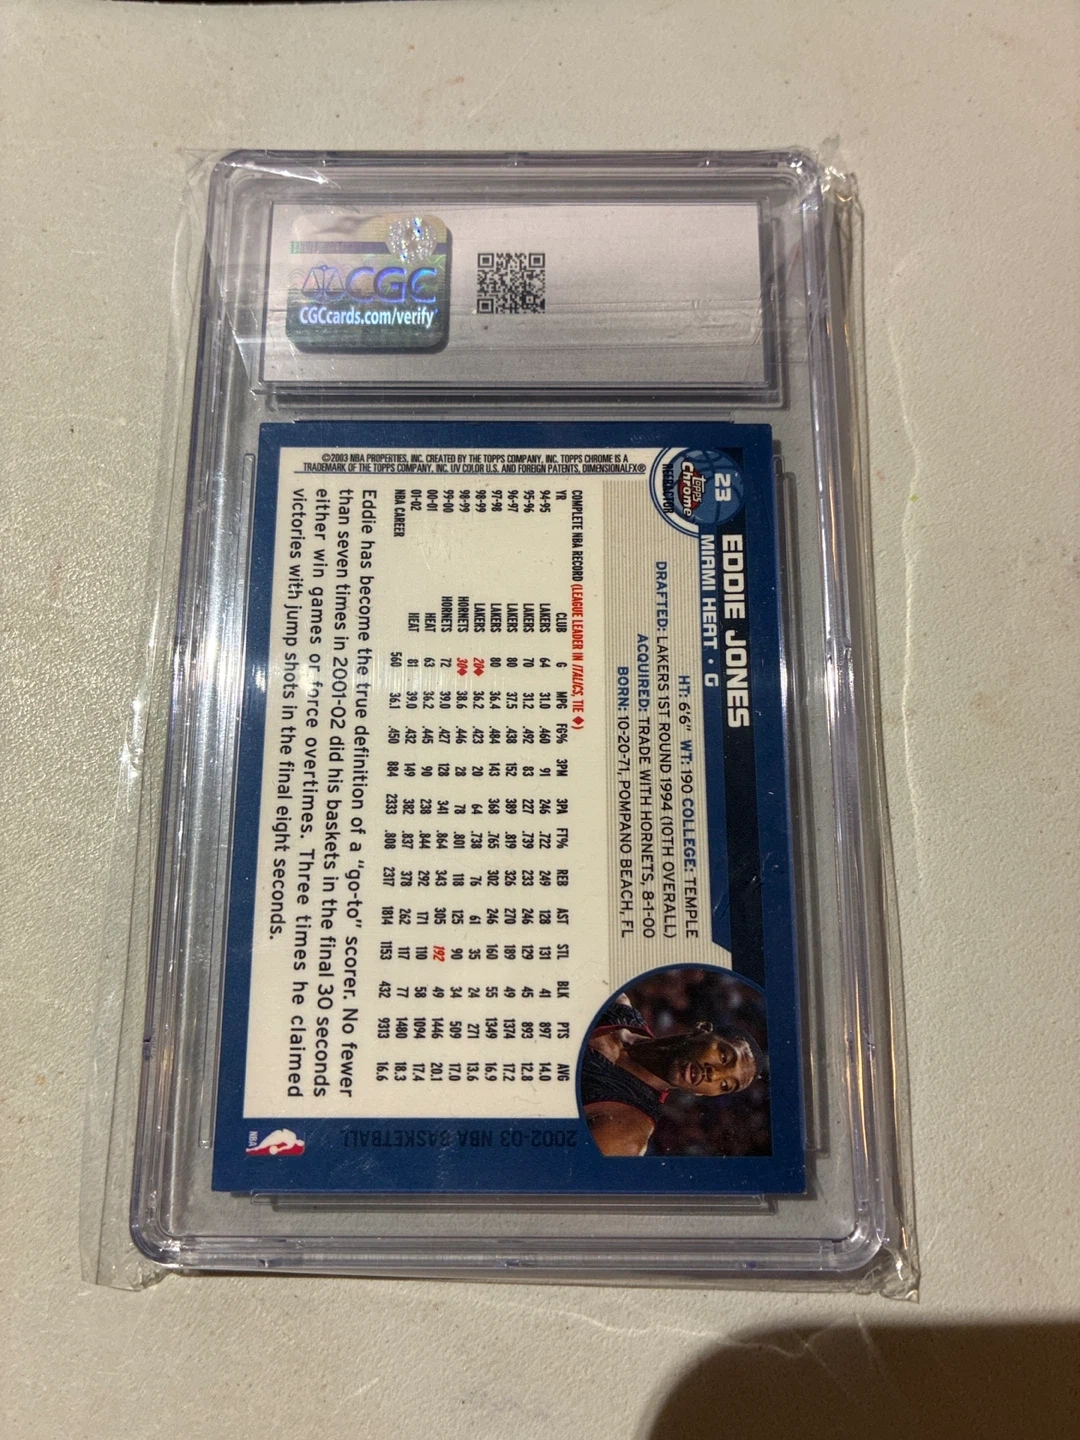 CGC
CGCcards.com/verify
23
Topps
Chrome
REFRACTOR
EDDIE JONES
MIAMI HEAT • G
HT: 6'6" WT: 190 COLLEGE: TEMPLE
DRAFTED: LAKERS 1ST ROUND 1994 (10TH OVERALL)
ACQUIRED: TRADE WITH HORNETS, 8-1-00
BORN: 10-20-71, POMPANO BEACH, FL
COMPLETE NBA RECORD (LEAGUE LEADER IN ITALICS, TIE ♦)
YR CLUB G MPG FG% 3PM 3PA FT% REB AST STL BLK PTS AVG
94-95 LAKERS 64 31.0 .460 91 246 .722 249 128 131 41 897 14.0
95-96 LAKERS 70 31.2 .492 83 227 .739 233 246 129 45 893 12.8
96-97 LAKERS 80 37.5 .438 152 389 .819 326 270 189 49 1374 17.2
97-98 LAKERS 80 36.4 .484 143 368 .765 302 246 160 55 1349 16.9
98-99 LAKERS 20♦ 36.2 .423 20 64 .738 76 61 35 24 271 13.6
98-99 HORNETS 30♦ 38.6 .446 28 78 .801 118 125 90 34 509 17.0
99-00 HORNETS 72 39.0 .427 128 341 .864 343 305 192 49 1446 20.1
00-01 HEAT 63 36.2 .445 90 238 .844 292 171 110 58 1094 17.4
01-02 HEAT 81 39.0 .432 149 382 .837 378 262 117 77 1480 18.3
NBA CAREER 560 36.1 .450 884 2333 .808 2317 1814 1153 432 9313 16.6
Eddie has become the true definition of a "go-to" scorer. No fewer
than seven times in 2001-02 did his baskets in the final 30 seconds
either win games or force overtimes. Three times he claimed
victories with jump shots in the final eight seconds.
2002-03 NBA BASKETBALL
NBA
©2003 NBA PROPERTIES, INC. CREATED BY THE TOPPS COMPANY, INC. TOPPS CHROME IS A
TRADEMARK OF THE TOPPS COMPANY, INC. UV COLOR U.S. AND FOREIGN PATENTS, DIMENSIONALFX®